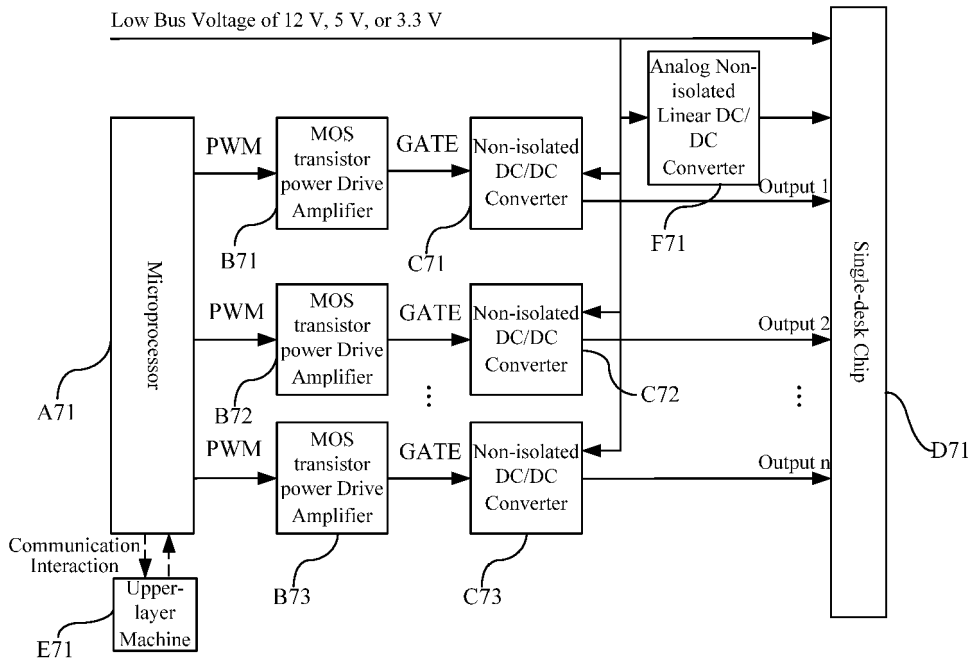 Low Bus Voltage of 12 V, 5 V, or 3.3 V
Analog Non-
isolated
Linear DC/
DC
Converter
F71
PWM
MOS
transistor
power Drive
Amplifier
B71
GATE
Non-isolated
DC/DC
Converter
C71
Output 1
Microprocessor
A71
PWM
MOS
transistor
power Drive
Amplifier
B72
GATE
Non-isolated
DC/DC
Converter
C72
Output 2
Single-desk Chip
D71
PWM
MOS
transistor
power Drive
Amplifier
B73
GATE
Non-isolated
DC/DC
Converter
C73
Output n
Communication
Interaction
Upper-
layer
Machine
E71